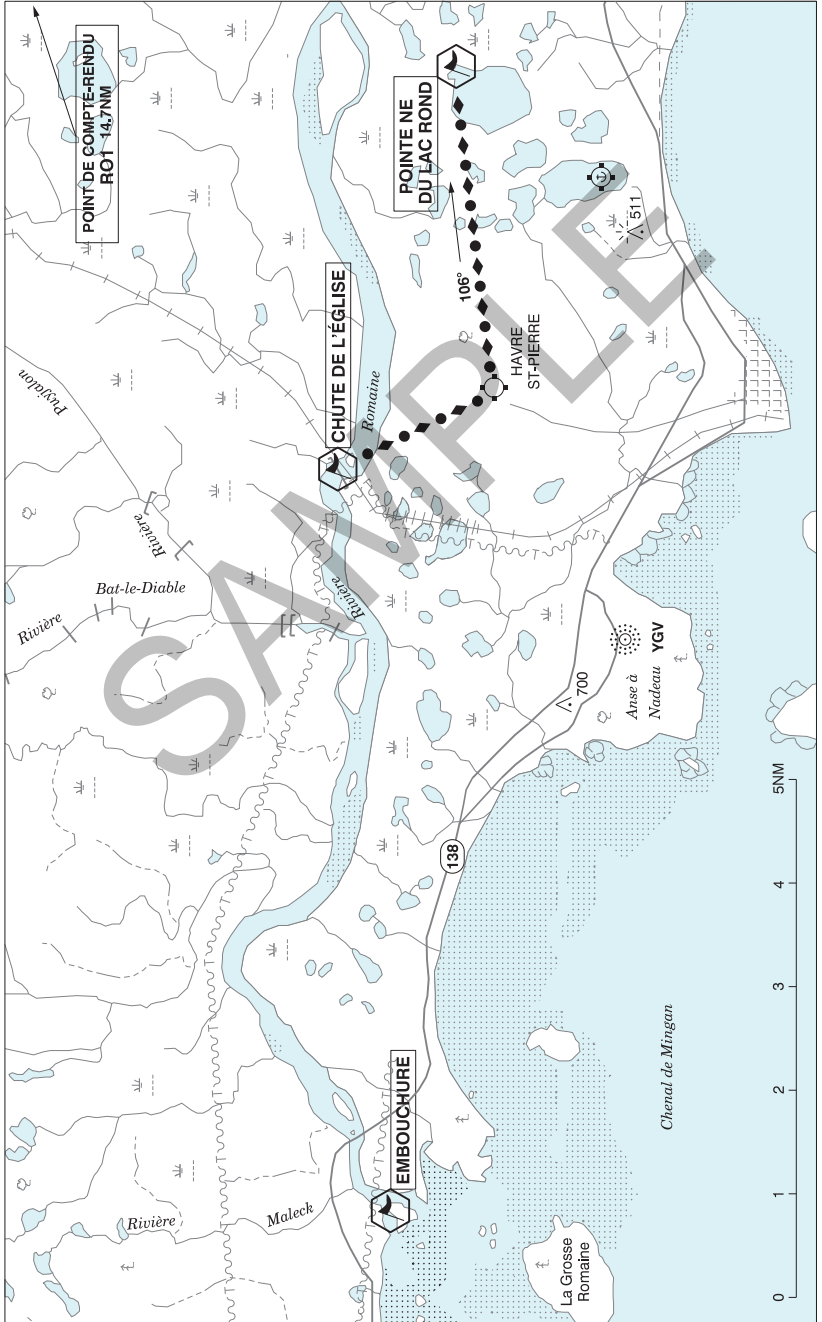 POINT DE COMPTE-RENDU
RO1 14.7NM
POINTE NE
DU LAC ROND
106°
511
CHUTE DE L'ÉGLISE
Romaine
HAVRE
ST-PIERRE
Puyjalon
Rivière
Bat-le-Diable
Rivière
Rivière
SAMPLE
700
Anse à
Nadeau
YGV
138
EMBOUCHURE
Rivière
Maleck
Chenal de Mingan
La Grosse
Romaine
0
1
2
3
4
5NM
T T T T T T T T T T T T T T T T T T T T